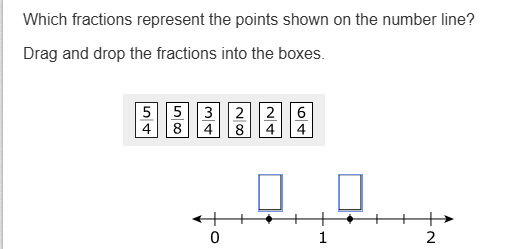 Which fractions represent the points shown on the number line?
Drag and drop the fractions into the boxes.
5/4 5/8 3/4 2/8 2/4 6/4
0 1 2